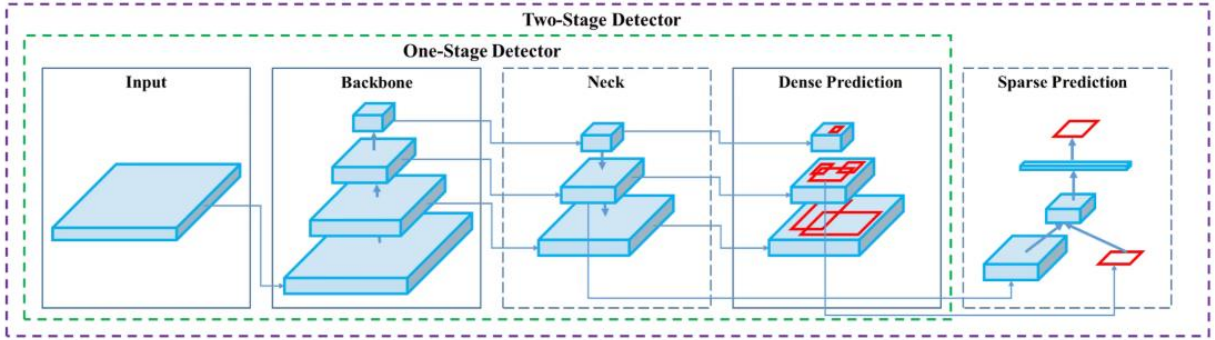 Two-Stage Detector
One-Stage Detector
Input
Backbone
Neck
Dense Prediction
Sparse Prediction